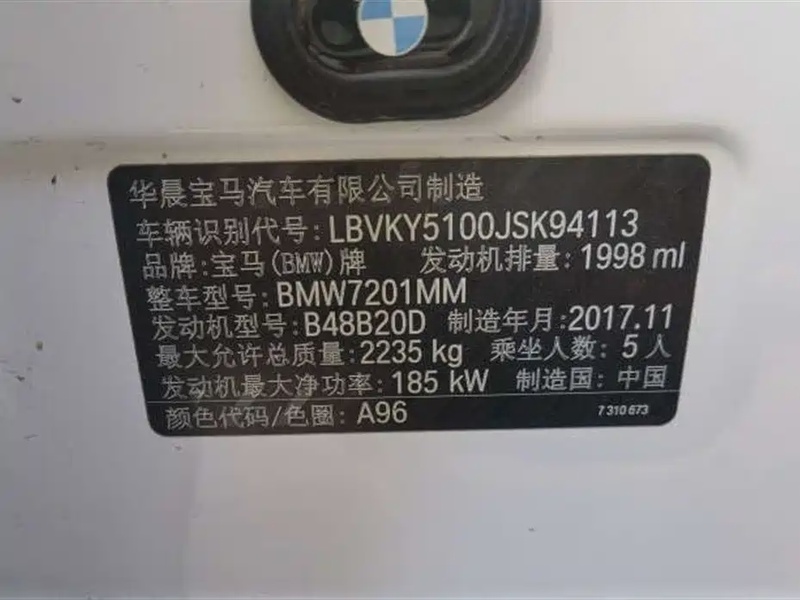 华晨宝马汽车有限公司制造
车辆识别代号:LBVKY5100JSK94113
品牌:宝马(BMW)牌 发动机排量:1998 ml
整车型号:BMW7201MM
发动机型号:B48B20D 制造年月:2017.11
最大允许总质量:2235 kg 乘坐人数: 5 人
发动机最大净功率:185 kW 制造国: 中国
颜色代码/色圈: A96 7 310 673